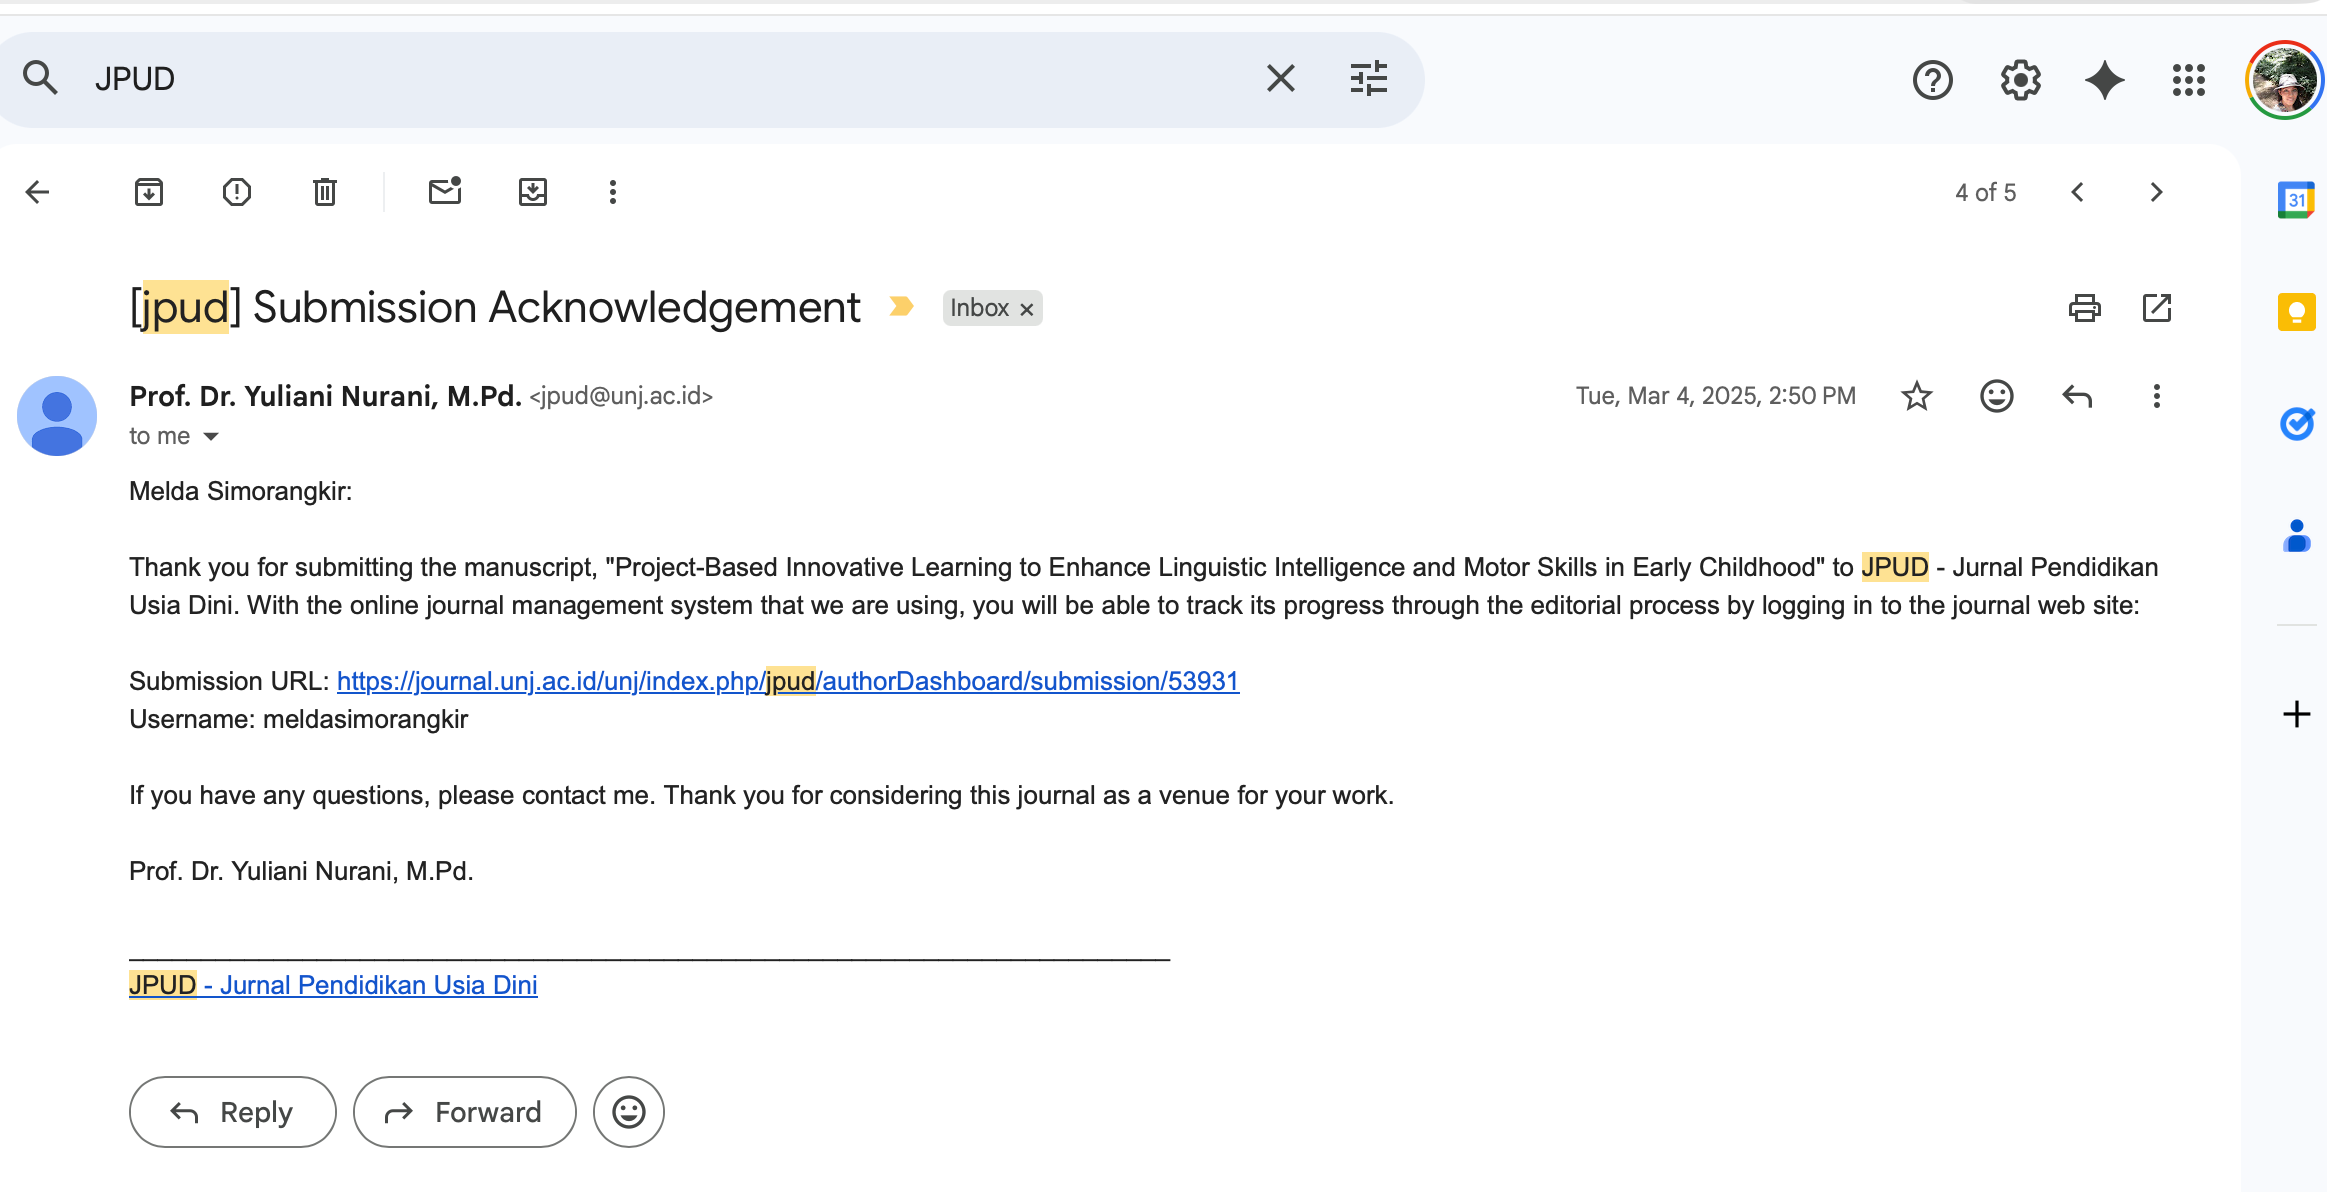 JPUD
4 of 5
[jpud] Submission Acknowledgement
Inbox x
Prof. Dr. Yuliani Nurani, M.Pd. <jpud@unj.ac.id>
Tue, Mar 4, 2025, 2:50 PM
to me
31
Melda Simorangkir:
Thank you for submitting the manuscript, "Project-Based Innovative Learning to Enhance Linguistic Intelligence and Motor Skills in Early Childhood" to JPUD - Jurnal Pendidikan
Usia Dini. With the online journal management system that we are using, you will be able to track its progress through the editorial process by logging in to the journal web site:
Submission URL: https://journal.unj.ac.id/unj/index.php/jpud/authorDashboard/submission/53931
Username: meldasimorangkir
If you have any questions, please contact me. Thank you for considering this journal as a venue for your work.
Prof. Dr. Yuliani Nurani, M.Pd.
JPUD - Jurnal Pendidikan Usia Dini
Reply
Forward